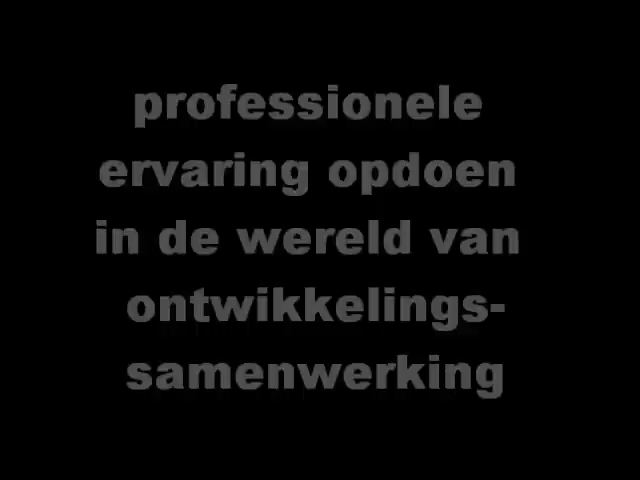 professionele
ervaring opdoen
in de wereld van
ontwikkelings-
samenwerking